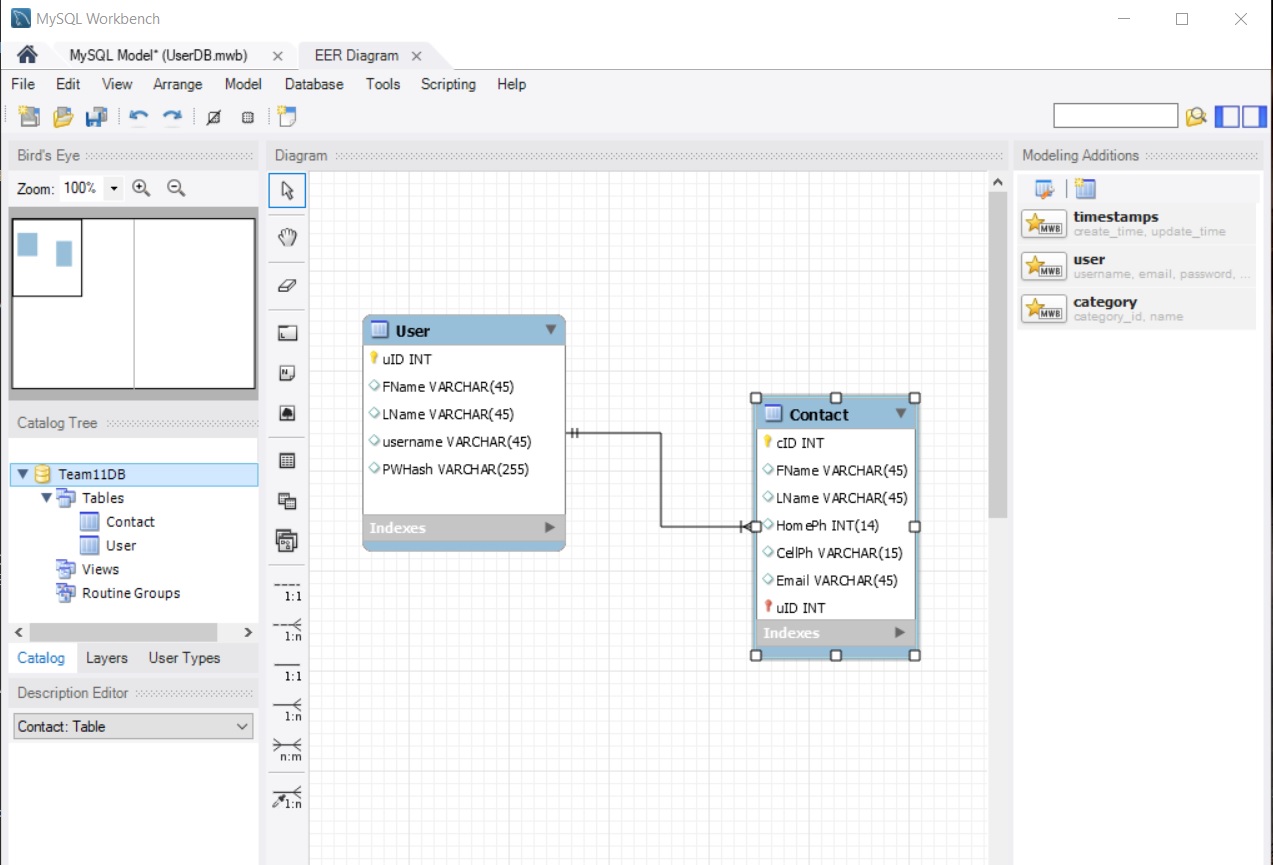 MySQL Workbench
MySQL Model* (UserDB.mwb)
EER Diagram
File Edit View Arrange Model Database Tools Scripting Help
Bird's Eye
Zoom: 100%
Catalog Tree
Team11DB
Tables
Contact
User
Views
Routine Groups
Catalog Layers User Types
Description Editor
Contact: Table
Diagram
1:1
1:n
1:1
1:n
n:m
1:n
User
uID INT
FName VARCHAR(45)
LName VARCHAR(45)
username VARCHAR(45)
PWHash VARCHAR(255)
Indexes
Contact
cID INT
FName VARCHAR(45)
LName VARCHAR(45)
HomePh INT(14)
CellPh VARCHAR(15)
Email VARCHAR(45)
uID INT
Indexes
Modeling Additions
MWB
timestamps
create_time, update_time
MWB
user
username, email, password, ...
MWB
category
category_id, name